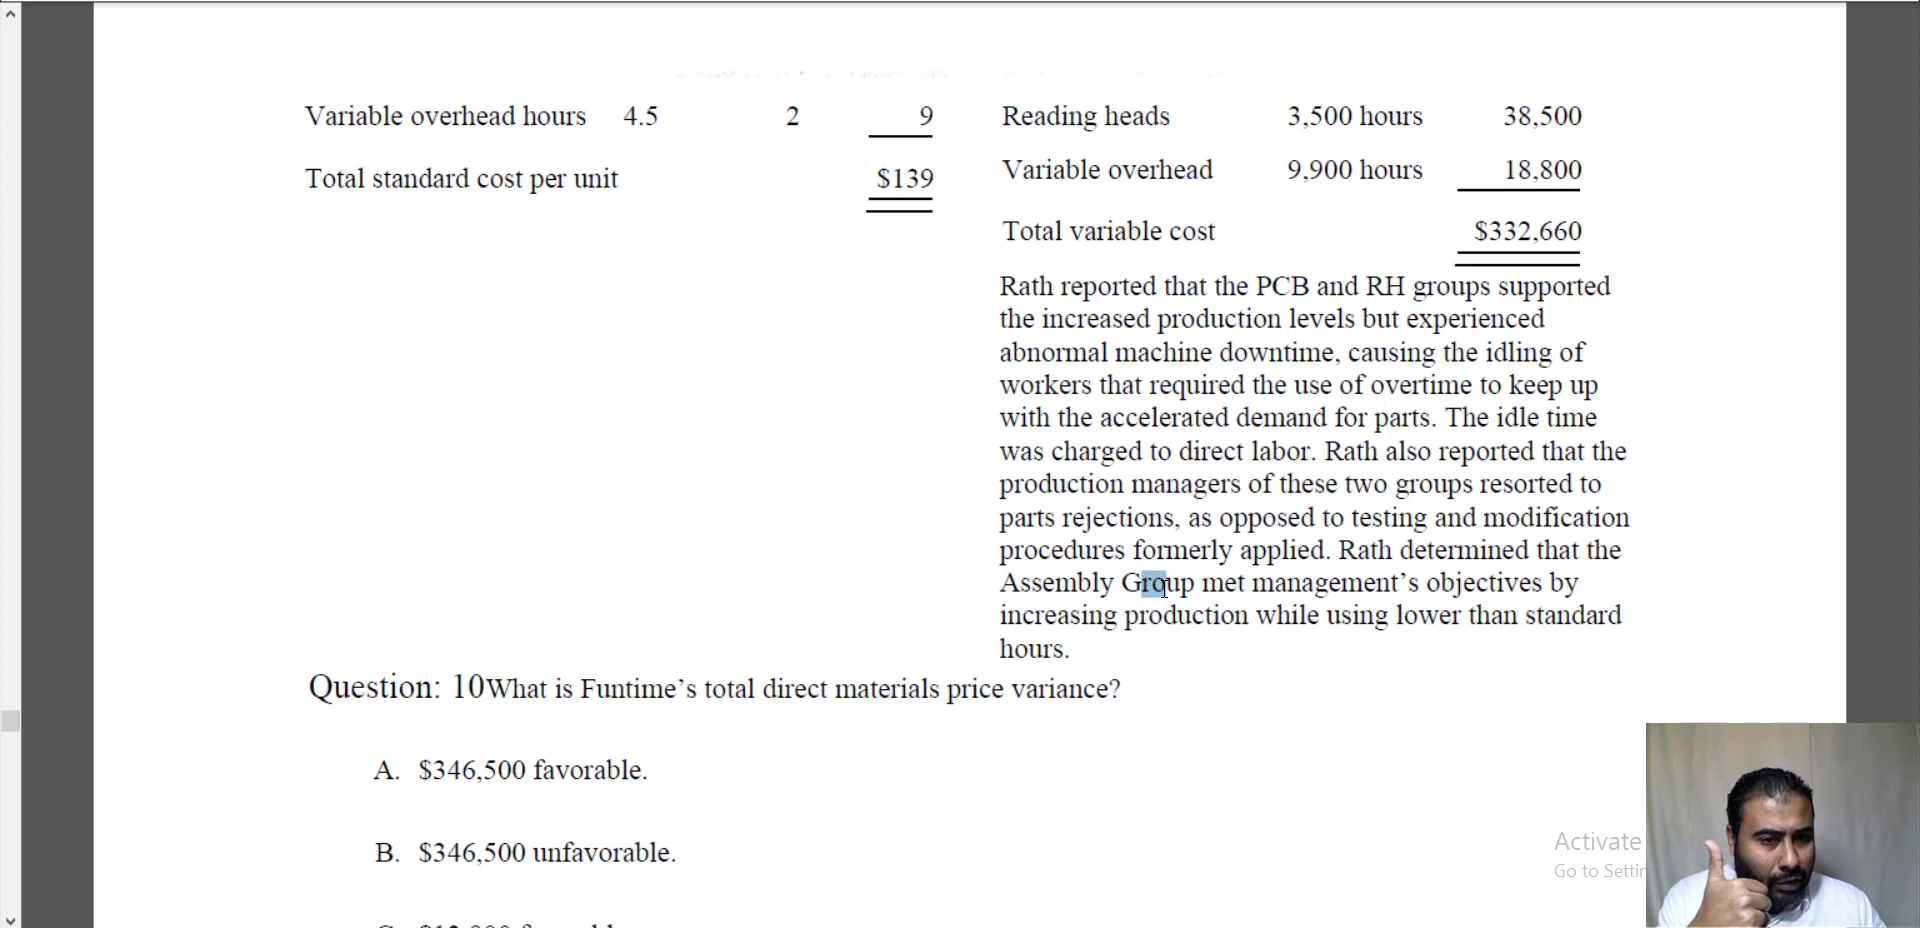 Variable overhead hours 4.5 2 9
Total standard cost per unit $139
Reading heads 3,500 hours 38,500
Variable overhead 9,900 hours 18,800
Total variable cost $332,660
Rath reported that the PCB and RH groups supported
the increased production levels but experienced
abnormal machine downtime, causing the idling of
workers that required the use of overtime to keep up
with the accelerated demand for parts. The idle time
was charged to direct labor. Rath also reported that the
production managers of these two groups resorted to
parts rejections, as opposed to testing and modification
procedures formerly applied. Rath determined that the
Assembly Group met management’s objectives by
increasing production while using lower than standard
hours.
Question: 10What is Funtime’s total direct materials price variance?
A. $346,500 favorable.
B. $346,500 unfavorable.
Activate
Go to Settin